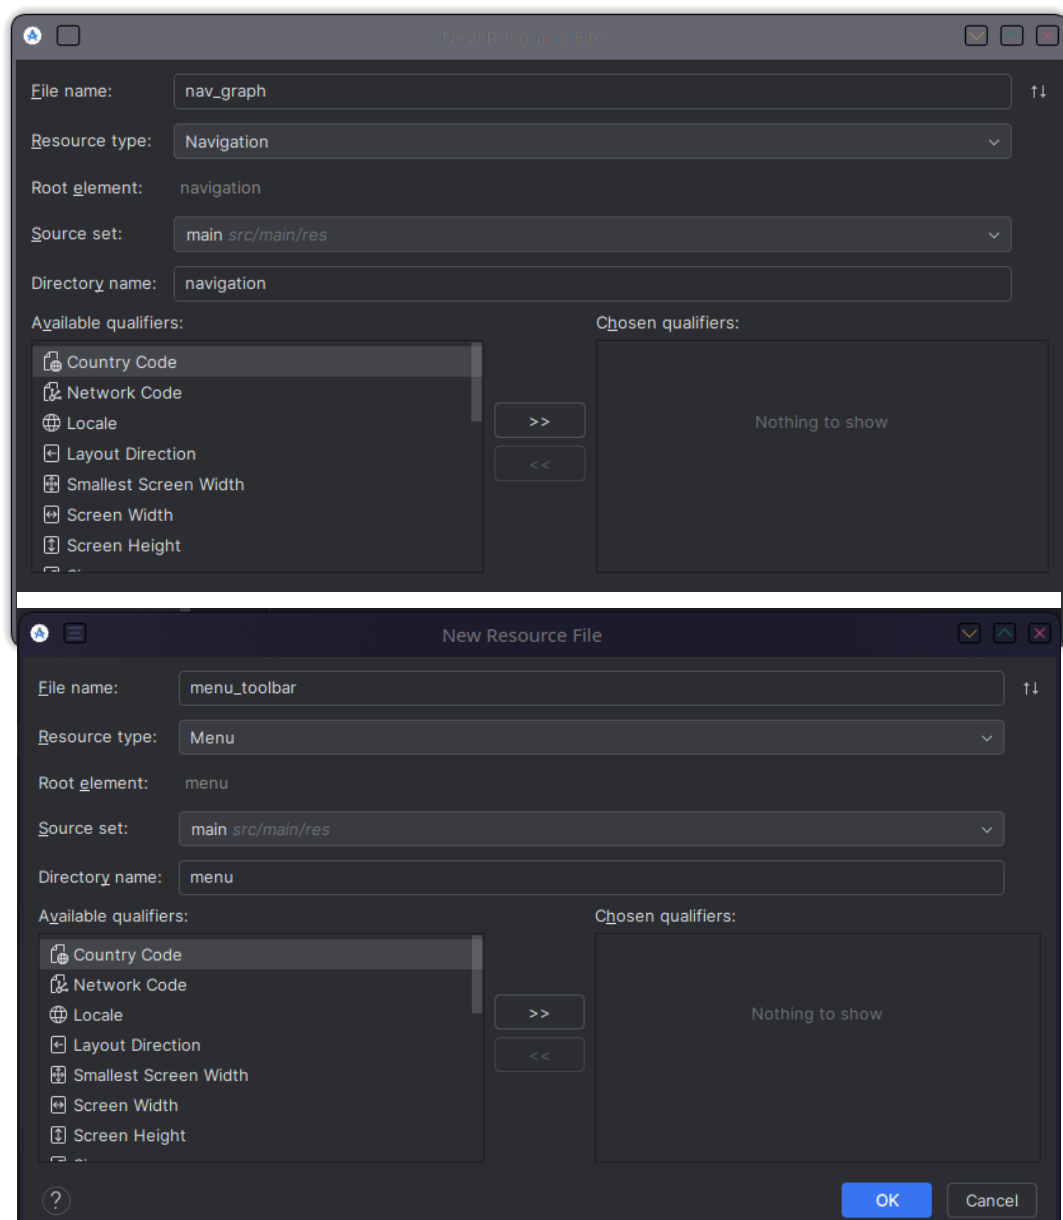 New Resource File
File name: nav_graph
Resource type: Navigation
Root element: navigation
Source set: main src/main/res
Directory name: navigation
Available qualifiers: Chosen qualifiers:
Country Code
Network Code
Locale
Layout Direction
Smallest Screen Width
Screen Width
Screen Height
>>
<<
Nothing to show
New Resource File
File name: menu_toolbar
Resource type: Menu
Root element: menu
Source set: main src/main/res
Directory name: menu
Available qualifiers: Chosen qualifiers:
Country Code
Network Code
Locale
Layout Direction
Smallest Screen Width
Screen Width
Screen Height
>>
<<
Nothing to show
? OK Cancel